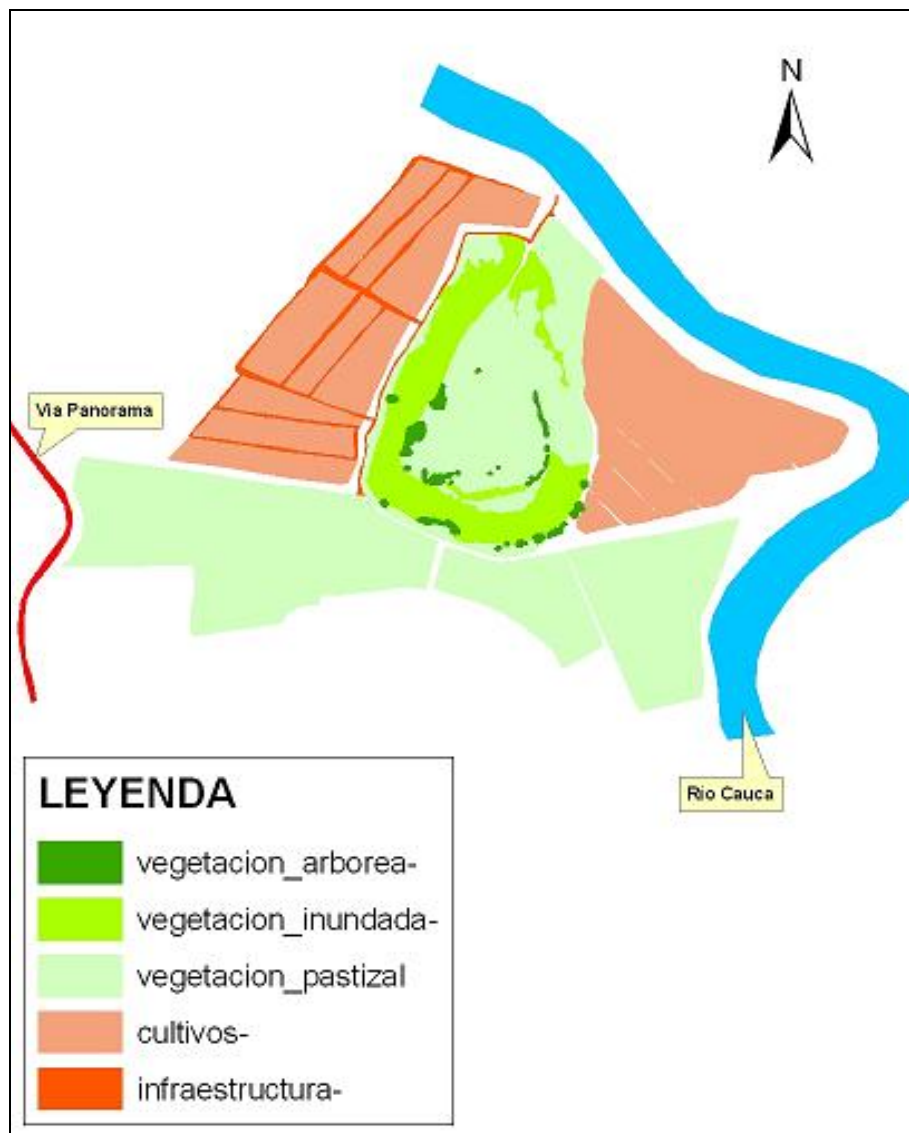 N
Via Panorama
Rio Cauca
LEYENDA
vegetacion_arborea-
vegetacion_inundada-
vegetacion_pastizal
cultivos-
infraestructura-